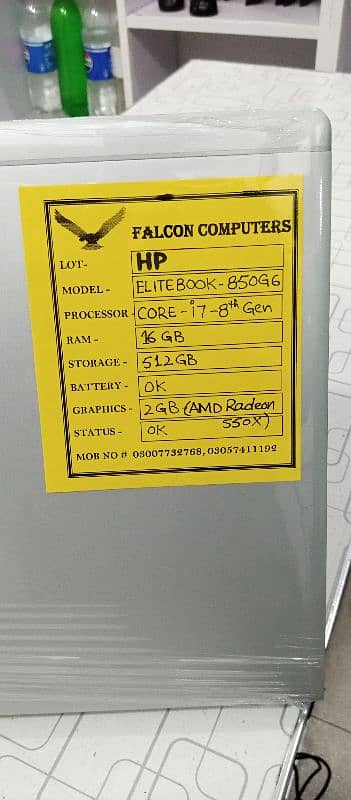 FALCON COMPUTERS
LOT- HP
MODEL - ELITEBOOK-850G6
PROCESSOR - CORE-i7-8th Gen
RAM - 16 GB
STORAGE - 512GB
BATTERY - OK
GRAPHICS - 2GB (AMD Radeon
550X)
STATUS - OK
MOB NO # 03007732768, 03057411192